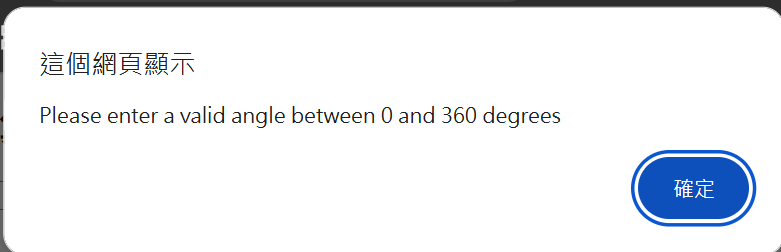 這個網頁顯示
Please enter a valid angle between 0 and 360 degrees
確定